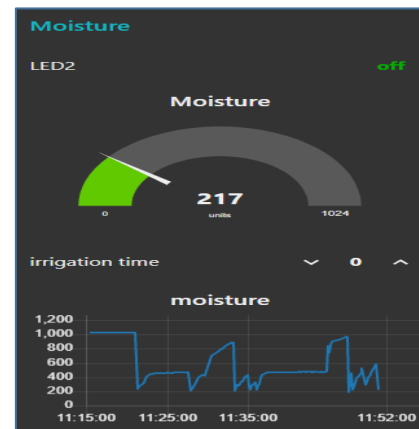 Moisture
LED2 off
Moisture
217
units
0 1024
irrigation time 0
moisture
1,200
1,000
800
600
400
200
0
11:15:00 11:25:00 11:35:00 11:52:00